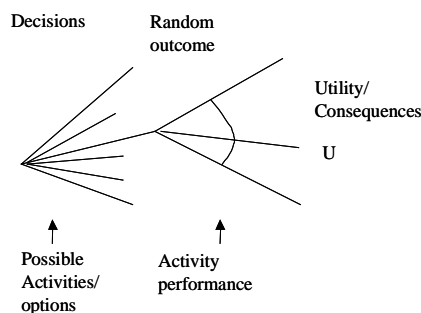 Decisions
Random
outcome
Utility/
Consequences
U
Possible
Activities/
options
Activity
performance